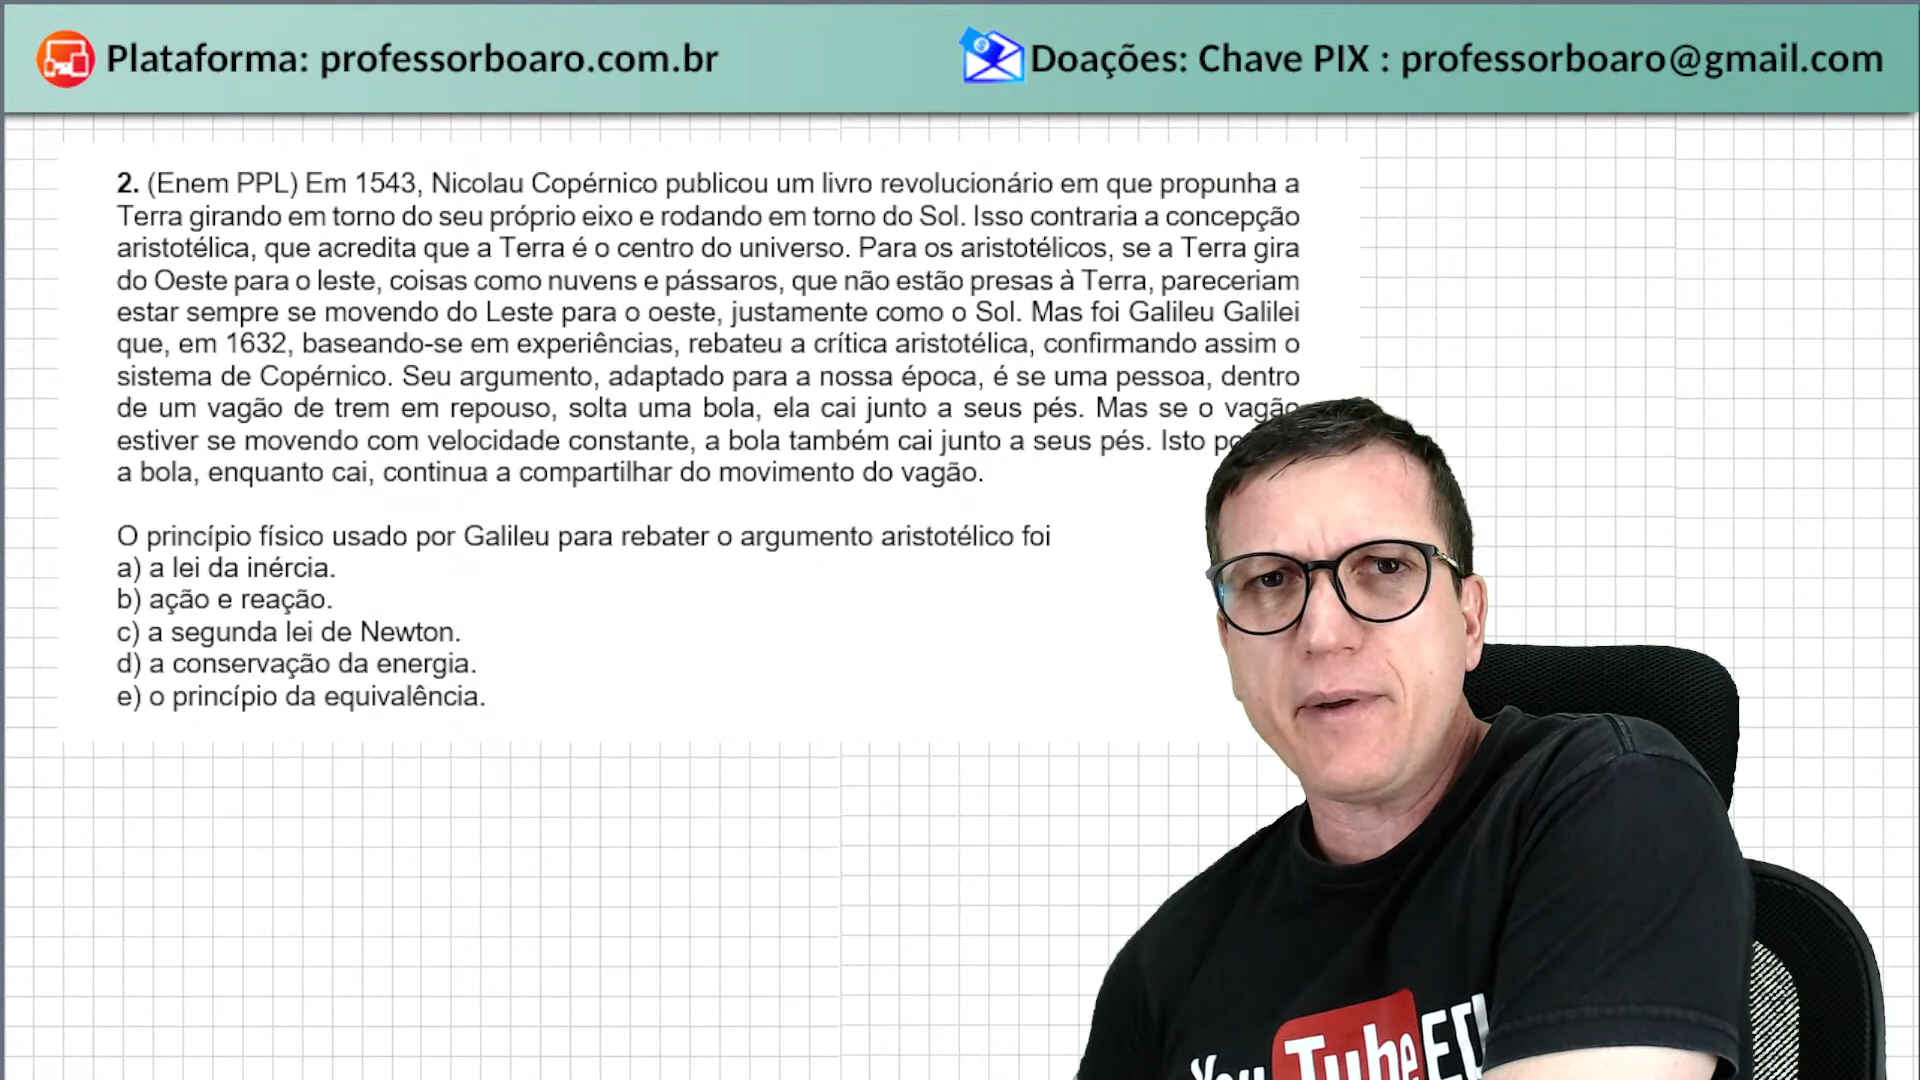 Plataforma: professorboaro.com.br
Doações: Chave PIX : professorboaro@gmail.com
2. (Enem PPL) Em 1543, Nicolau Copérnico publicou um livro revolucionário em que propunha a
Terra girando em torno do seu próprio eixo e rodando em torno do Sol. Isso contraria a concepção
aristotélica, que acredita que a Terra é o centro do universo. Para os aristotélicos, se a Terra gira
do Oeste para o leste, coisas como nuvens e pássaros, que não estão presas à Terra, pareceriam
estar sempre se movendo do Leste para o oeste, justamente como o Sol. Mas foi Galileu Galilei
que, em 1632, baseando-se em experiências, rebateu a crítica aristotélica, confirmando assim o
sistema de Copérnico. Seu argumento, adaptado para a nossa época, é se uma pessoa, dentro
de um vagão de trem em repouso, solta uma bola, ela cai junto a seus pés. Mas se o vagão
estiver se movendo com velocidade constante, a bola também cai junto a seus pés. Isto
a bola, enquanto cai, continua a compartilhar do movimento do vagão.
O princípio físico usado por Galileu para rebater o argumento aristotélico foi
a) a lei da inércia.
b) ação e reação.
c) a segunda lei de Newton.
d) a conservação da energia.
e) o princípio da equivalência.
You Tube